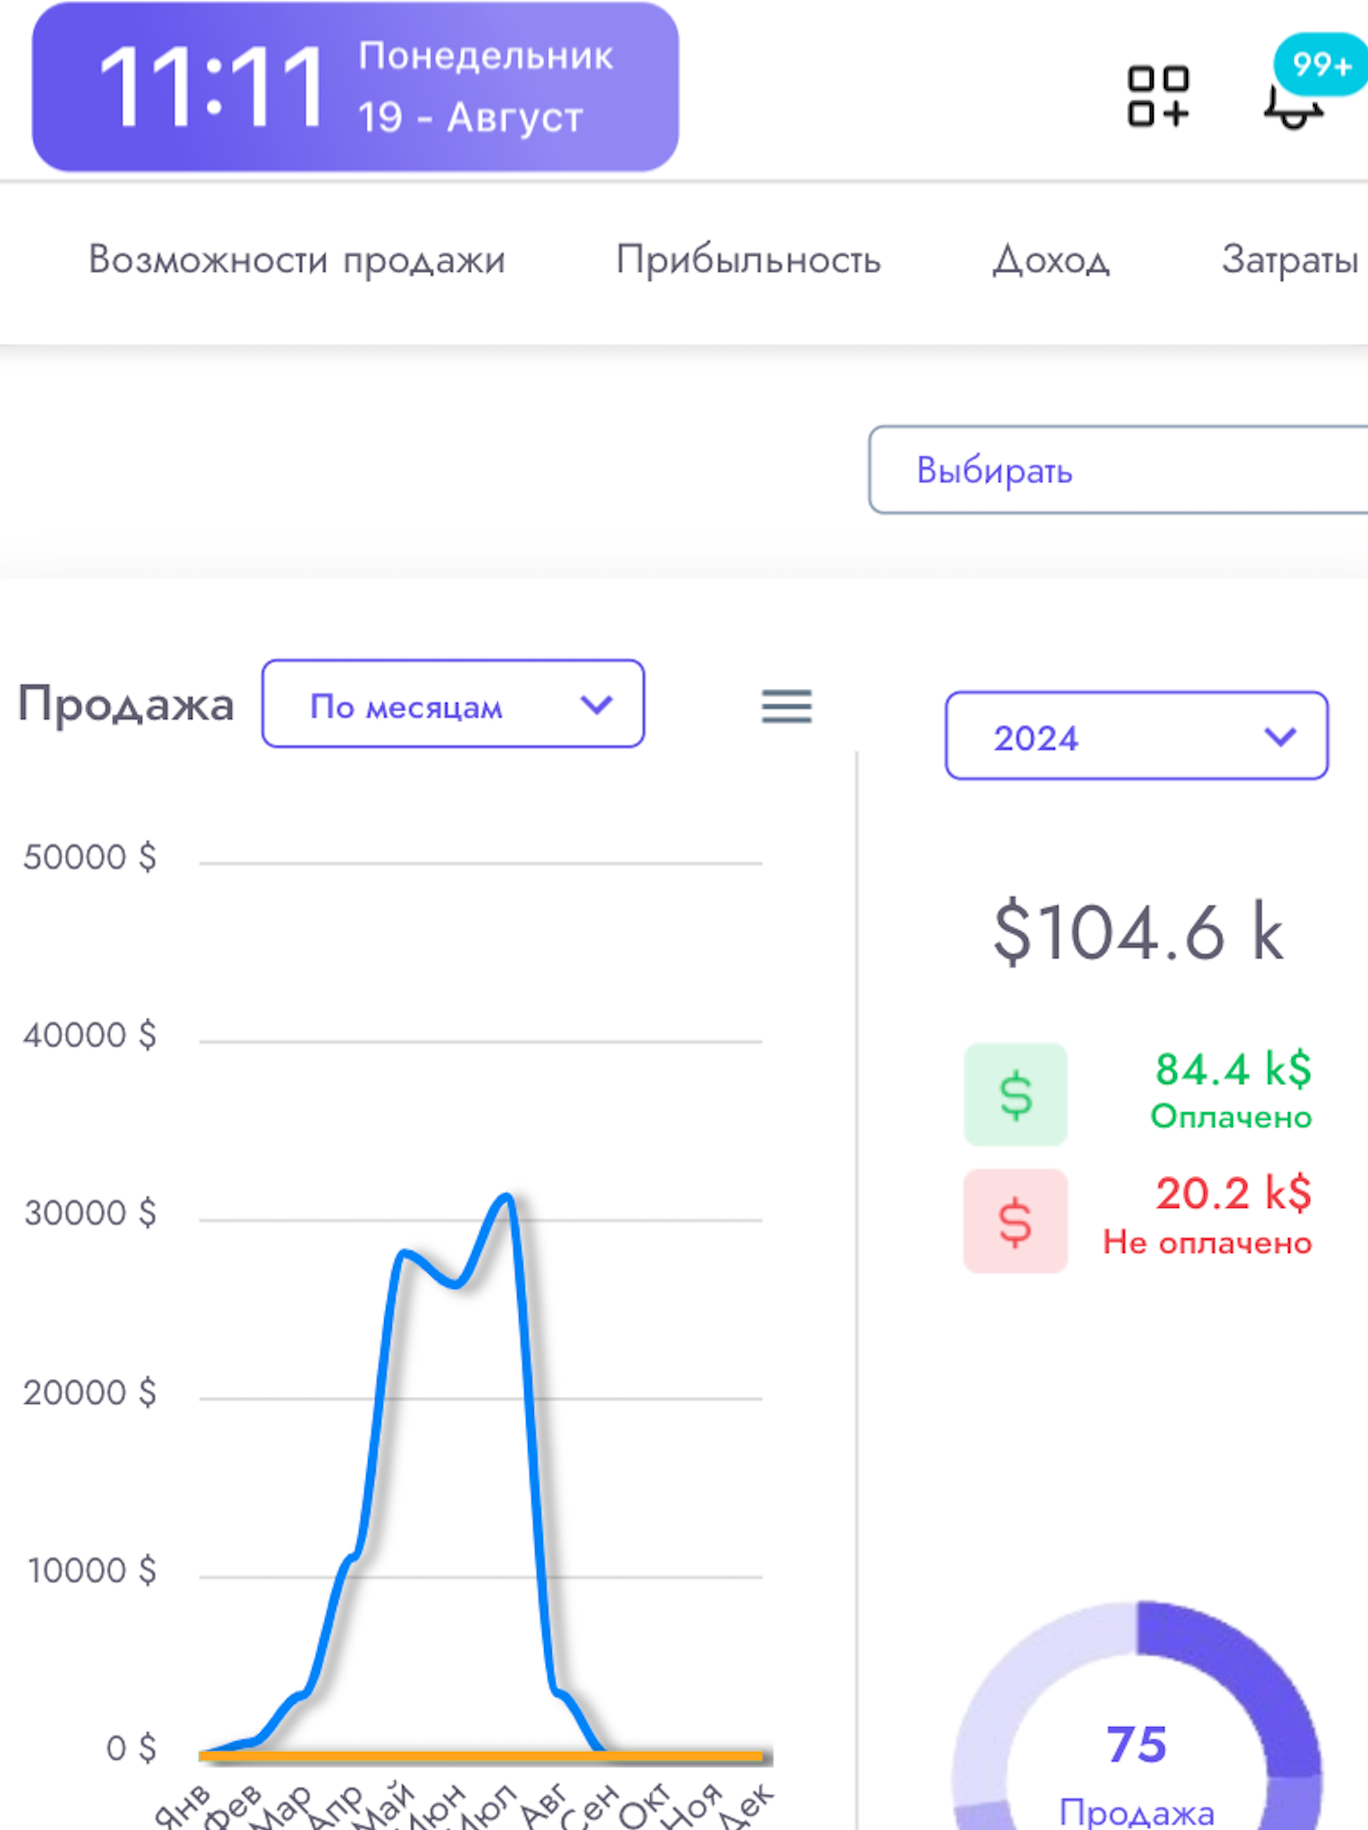 11:11
Понедельник
19 - Август
99+
Возможности продажи
Прибыльность
Доход
Затраты
Выбирать
Продажа
По месяцам
2024
50000 $
40000 $
30000 $
20000 $
10000 $
0 $
Янв
Фев
Мар
Апр
Май
Июн
Июл
Авг
Сен
Окт
Ноя
Дек
$104.6 k
$
84.4 k$
Оплачено
$
20.2 k$
Не оплачено
75
Продажа